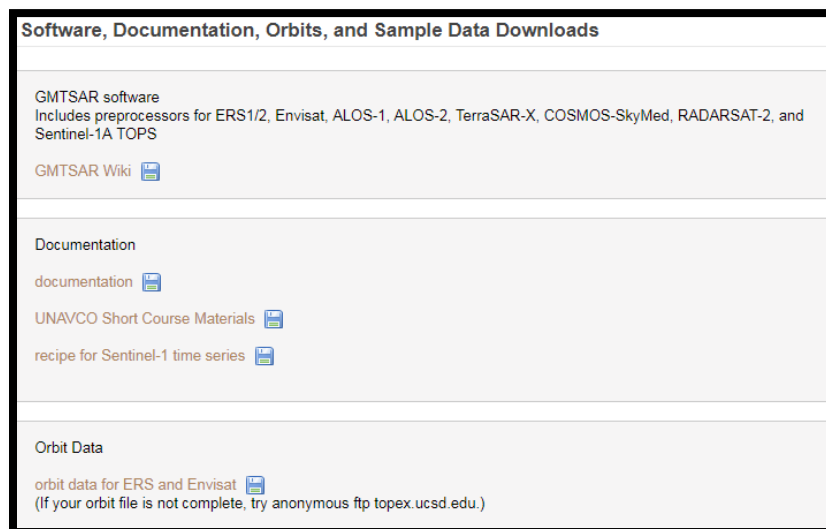 Software, Documentation, Orbits, and Sample Data Downloads
GMTSAR software
Includes preprocessors for ERS1/2, Envisat, ALOS-1, ALOS-2, TerraSAR-X, COSMOS-SkyMed, RADARSAT-2, and
Sentinel-1A TOPS
GMTSAR Wiki
Documentation
documentation
UNAVCO Short Course Materials
recipe for Sentinel-1 time series
Orbit Data
orbit data for ERS and Envisat
(If your orbit file is not complete, try anonymous ftp topex.ucsd.edu.)